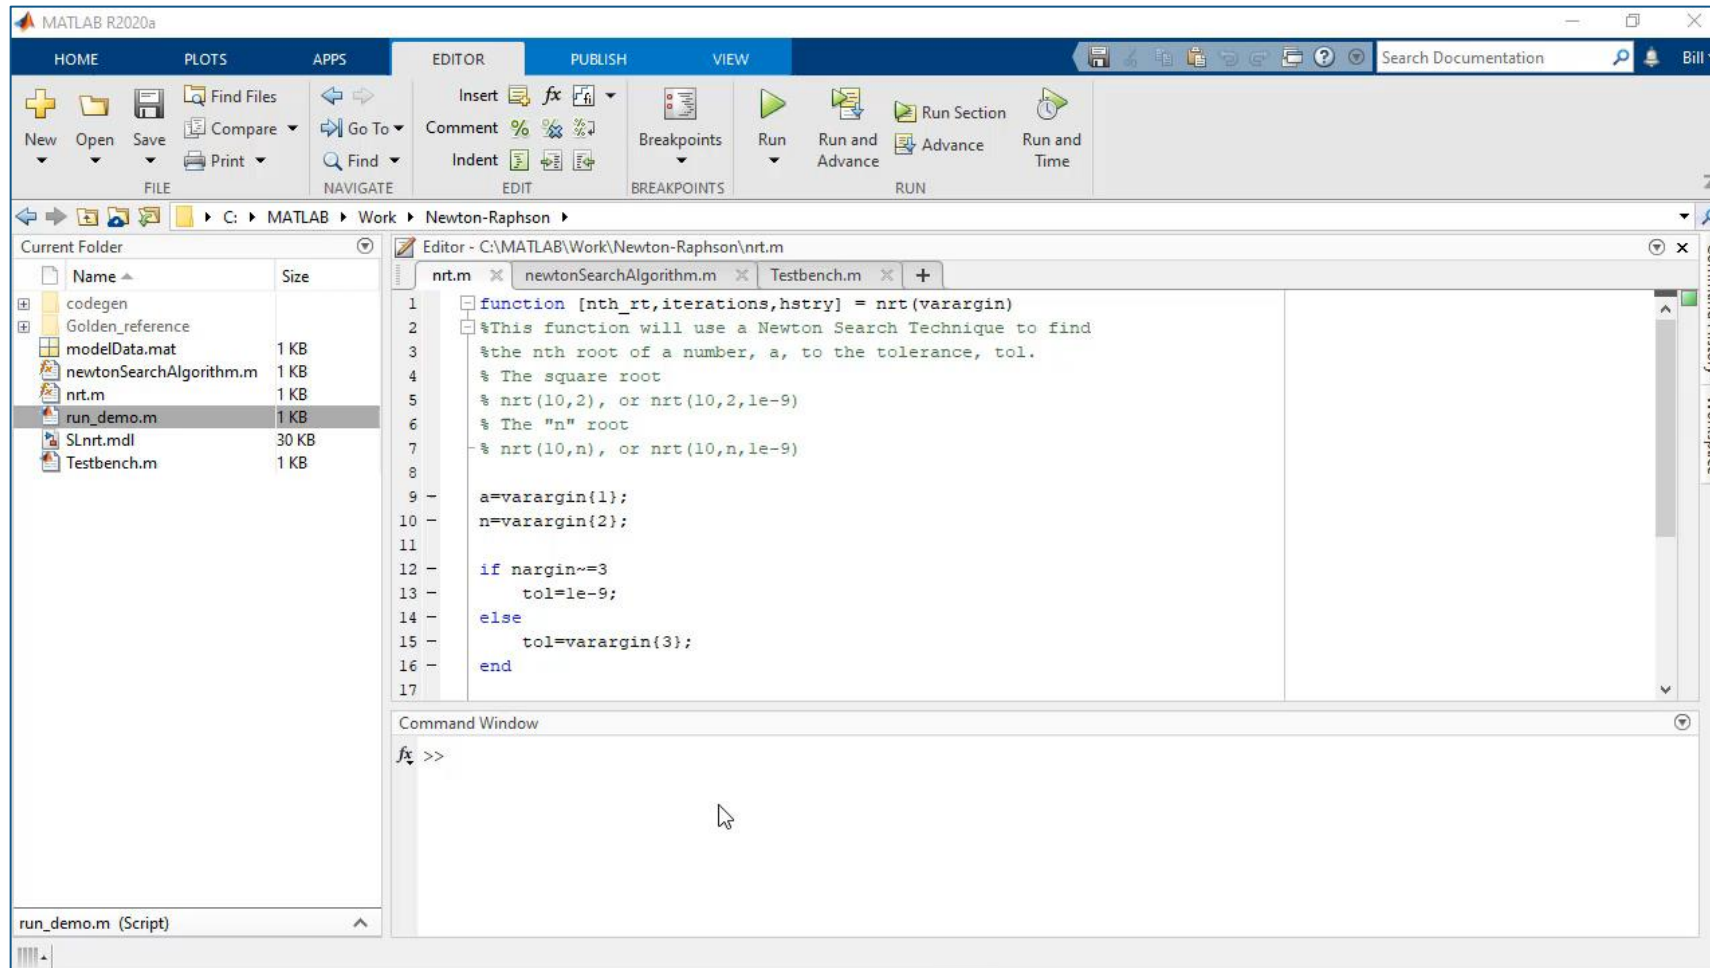 MATLAB R2020a
HOME PLOTS APPS EDITOR PUBLISH VIEW Search Documentation Bill
New Open Save Find Files Compare Print
FILE
Go To Find
NAVIGATE
Insert fx
Comment %
Indent
EDIT
Breakpoints
BREAKPOINTS
Run Run and Advance Run Section Advance Run and Time
RUN
C: MATLAB Work Newton-Raphson
Current Folder
Name Size
codegen
Golden_reference
modelData.mat 1 KB
newtonSearchAlgorithm.m 1 KB
nrt.m 1 KB
run_demo.m 1 KB
SLnrt.mdl 30 KB
Testbench.m 1 KB
run_demo.m (Script)
Editor - C:\MATLAB\Work\Newton-Raphson\nrt.m
nrt.m newtonSearchAlgorithm.m Testbench.m +
1 function [nth_rt,iterations,hstry] = nrt(varargin)
2 %This function will use a Newton Search Technique to find
3 %the nth root of a number, a, to the tolerance, tol.
4 % The square root
5 % nrt(10,2), or nrt(10,2,1e-9)
6 % The "n" root
7 % nrt(10,n), or nrt(10,n,1e-9)
8
9 - a=varargin{1};
10 - n=varargin{2};
11
12 - if nargin~=3
13 - tol=1e-9;
14 - else
15 - tol=varargin{3};
16 - end
17
Command Window
fx >>